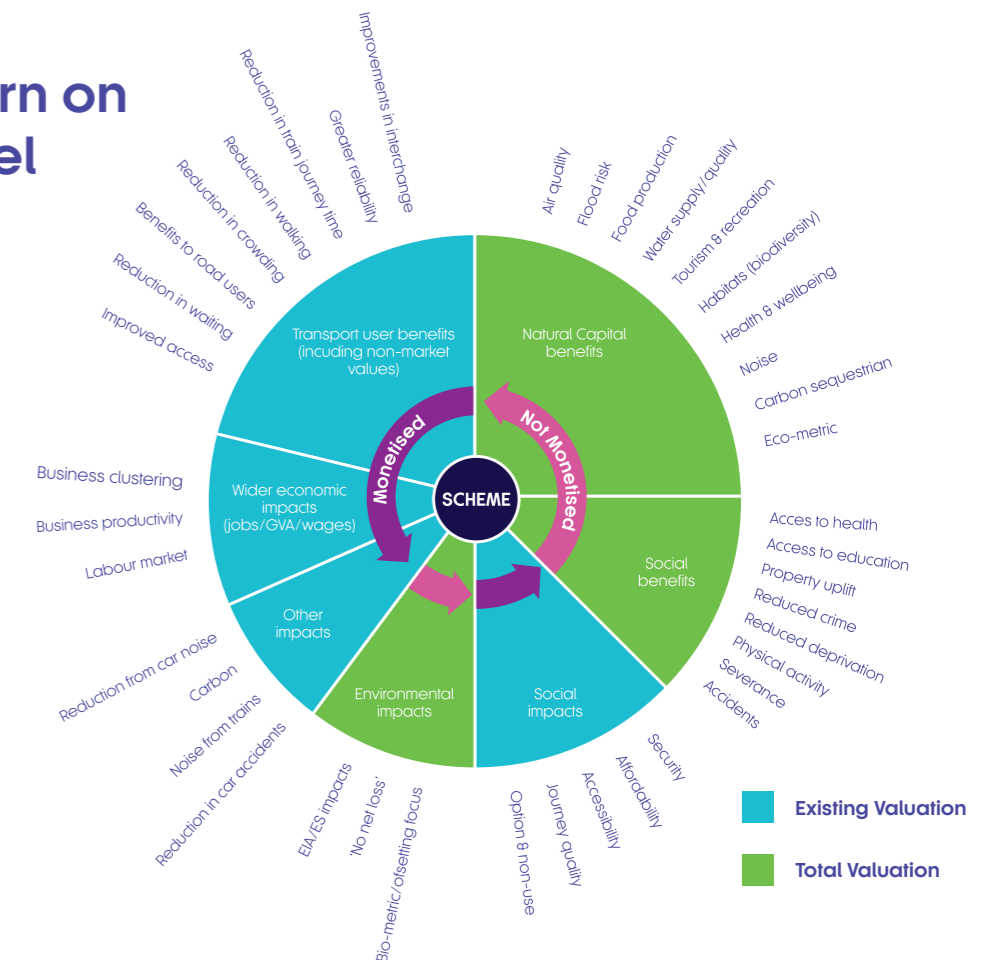 rn on
el
Improvements in interchange
Greater reliability
Reduction in train journey time
Reduction in walking
Reduction in crowding
Benefits to road users
Reduction in waiting
Improved access
Air quality
Flood risk
Food production
Water supply/quality
Tourism & recreation
Habitats (biodiversity)
Health & wellbeing
Noise
Carbon sequestrian
Eco-metric
Transport user benefits
(incuding non-market
values)
Natural Capital
benefits
Monetised
Not Monetised
SCHEME
Business clustering
Business productivity
Labour market
Wider economic
impacts
(jobs/GVA/wages)
Acces to health
Access to education
Property uplift
Reduced crime
Reduced deprivation
Physical activity
Severance
Accidents
Social
benefits
Other
impacts
Reduction from car noise
Carbon
Noise from trains
Reduction in car accidents
Environmental
impacts
Social
impacts
EIA/ES impacts
'No net loss'
Bio-metric/ofsetting focus
Option & non-use
Journey quality
Accessibility
Affordability
Security
Existing Valuation
Total Valuation